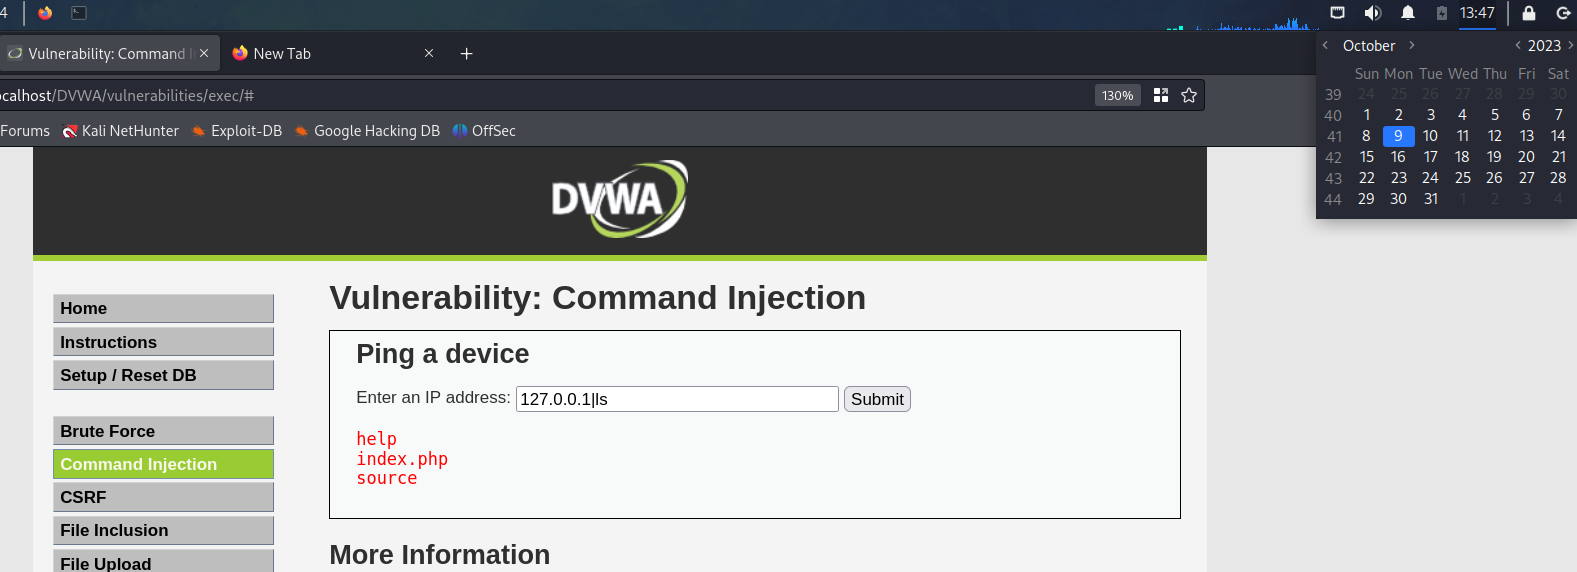 4 13:47
Vulnerability: Command I × New Tab × +
ocalhost/DVWA/vulnerabilities/exec/# 130%
Forums Kali NetHunter Exploit-DB Google Hacking DB OffSec
< October > < 2023 >
Sun Mon Tue Wed Thu Fri Sat
39 24 25 26 27 28 29 30
40 1 2 3 4 5 6 7
41 8 9 10 11 12 13 14
42 15 16 17 18 19 20 21
43 22 23 24 25 26 27 28
44 29 30 31 1 2 3 4
DVWA
Home
Instructions
Setup / Reset DB
Brute Force
Command Injection
CSRF
File Inclusion
File Upload
Vulnerability: Command Injection
Ping a device
Enter an IP address: 127.0.0.1|ls Submit
help
index.php
source
More Information